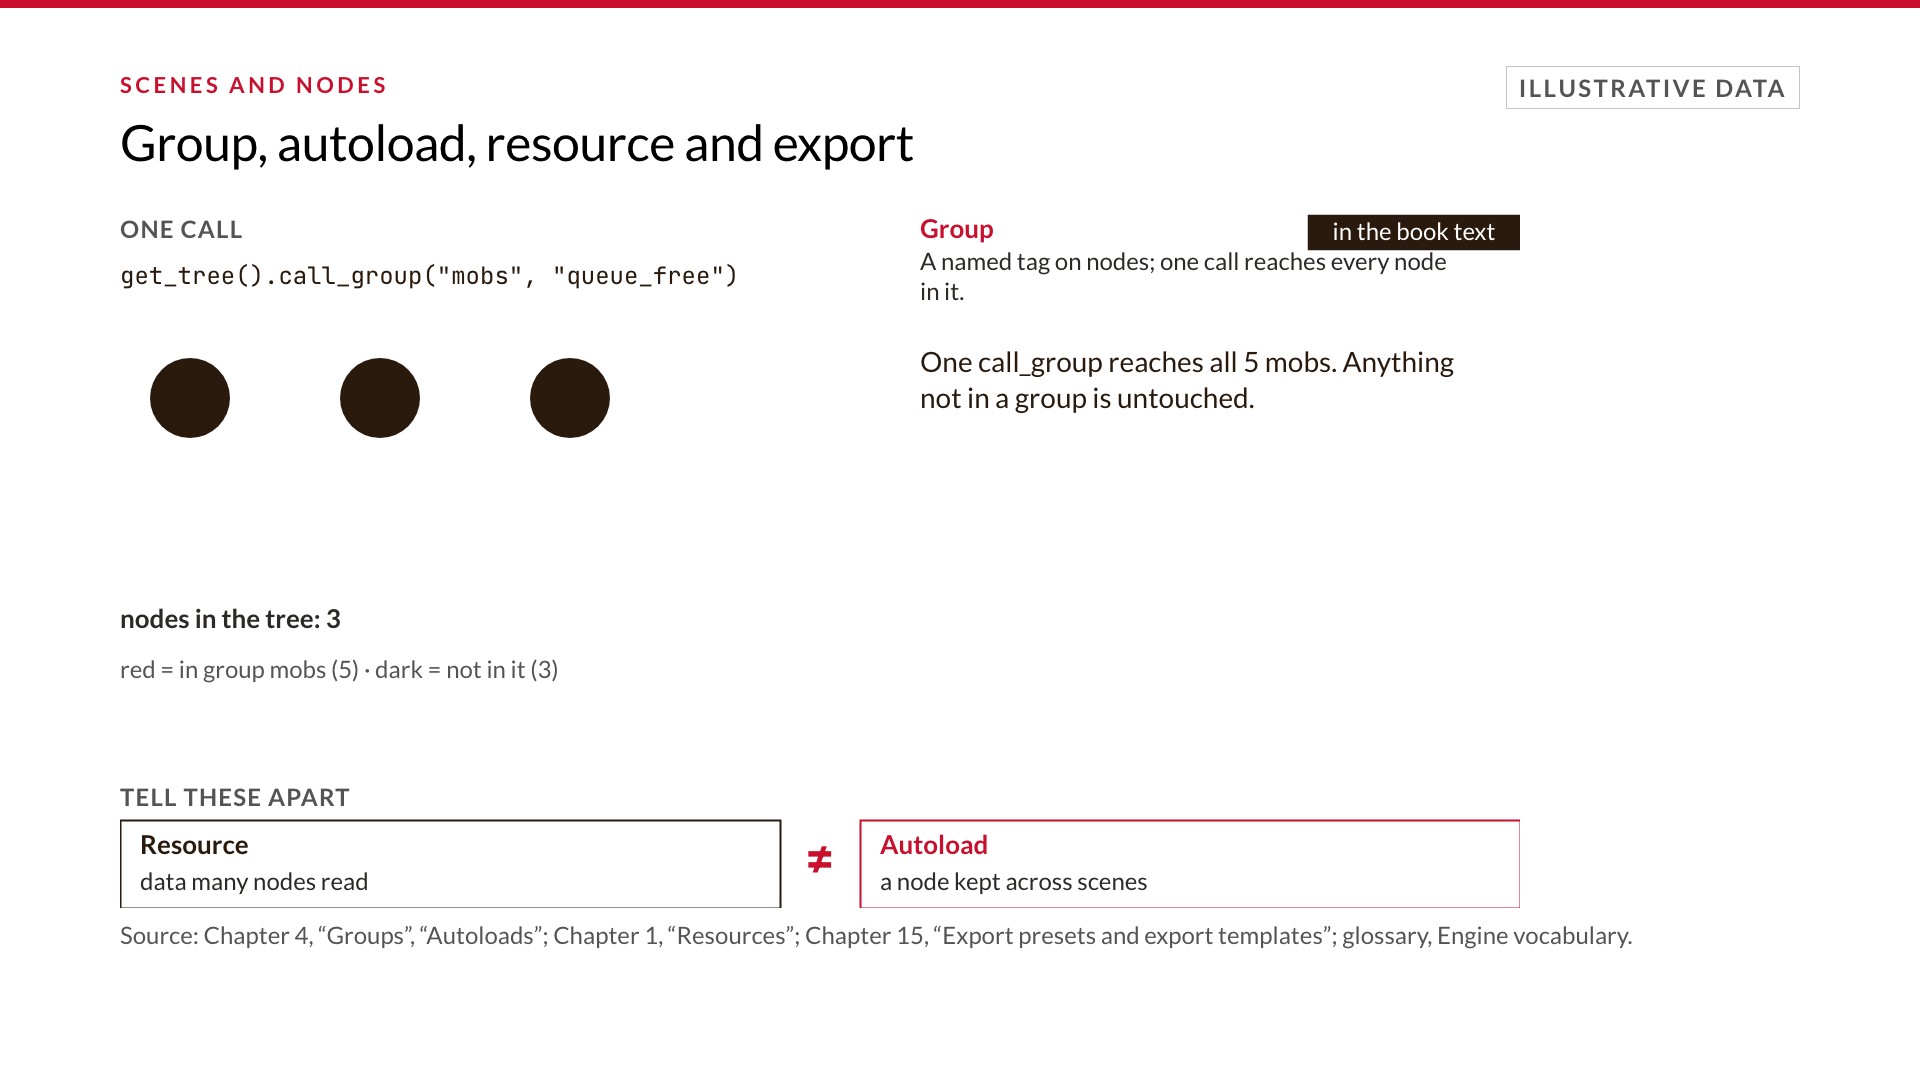 SCENES AND NODES
ILLUSTRATIVE DATA
Group, autoload, resource and export
ONE CALL
get_tree().call_group("mobs", "queue_free")
Group
in the book text
A named tag on nodes; one call reaches every node
in it.
One call_group reaches all 5 mobs. Anything
not in a group is untouched.
nodes in the tree: 3
red = in group mobs (5) · dark = not in it (3)
TELL THESE APART
Resource
data many nodes read
≠
Autoload
a node kept across scenes
Source: Chapter 4, “Groups”, “Autoloads”; Chapter 1, “Resources”; Chapter 15, “Export presets and export templates”; glossary, Engine vocabulary.